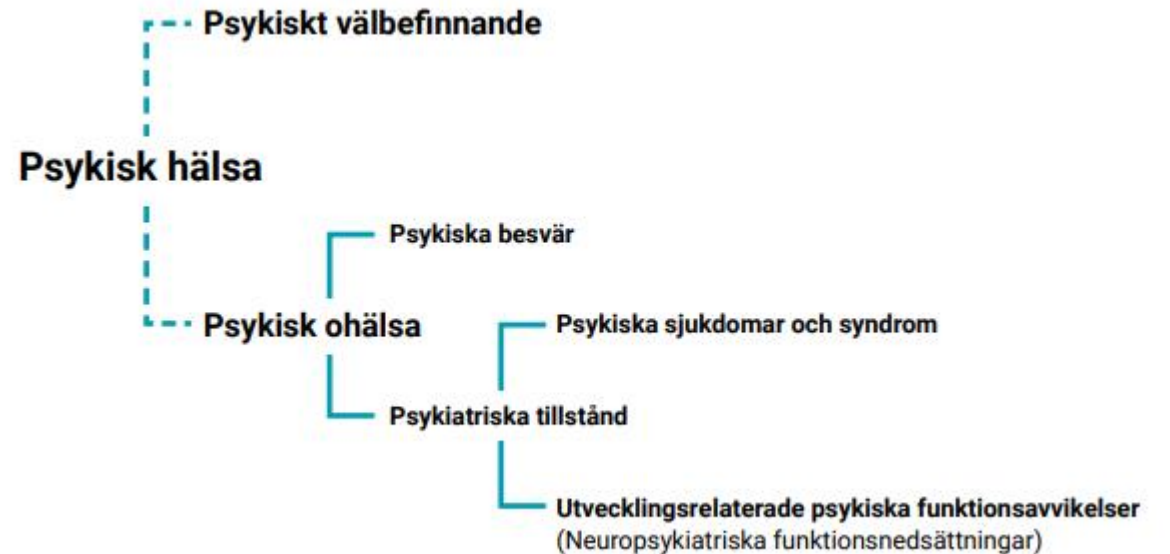 Psykiskt välbefinnande
Psykisk hälsa
Psykiska besvär
Psykisk ohälsa
Psykiska sjukdomar och syndrom
Psykiatriska tillstånd
Utvecklingsrelaterade psykiska funktionsavvikelser
(Neuropsykiatriska funktionsnedsättningar)